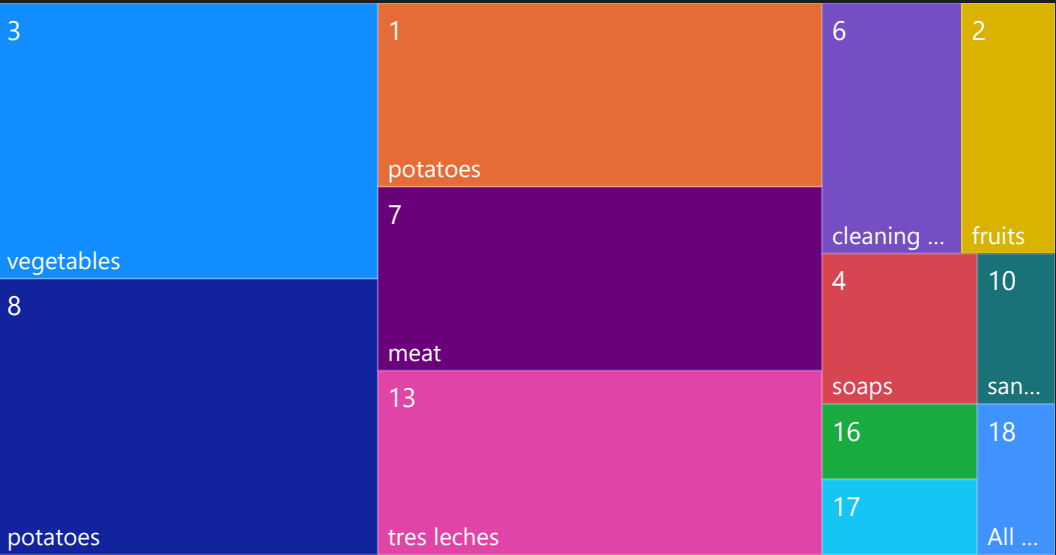 3
vegetables
8
potatoes
1
potatoes
7
meat
13
tres leches
6
cleaning ...
2
fruits
4
soaps
10
san...
16
17
18
All ...